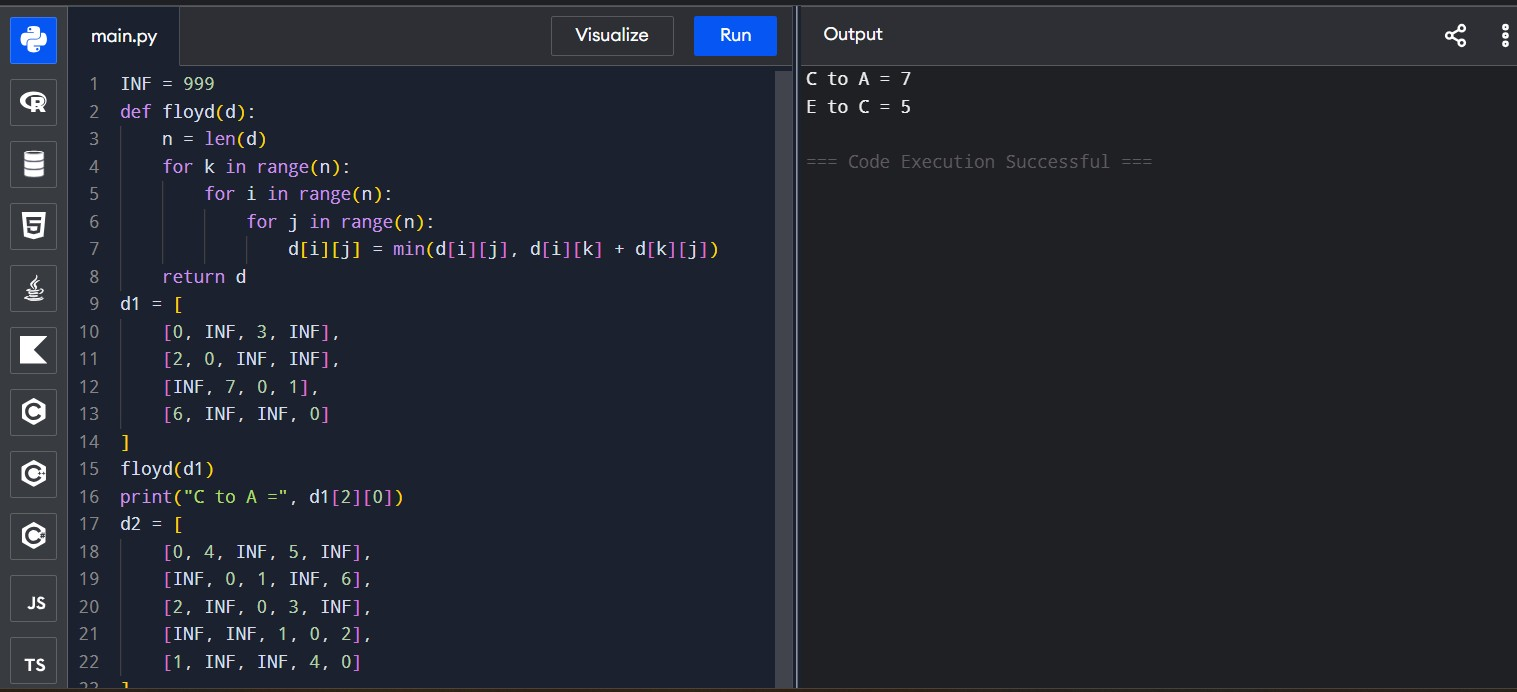 main.py
Visualize
Run
Output
1 INF = 999
2 def floyd(d):
3     n = len(d)
4     for k in range(n):
5         for i in range(n):
6             for j in range(n):
7                 d[i][j] = min(d[i][j], d[i][k] + d[k][j])
8     return d
9 d1 = [
10     [0, INF, 3, INF],
11     [2, 0, INF, INF],
12     [INF, 7, 0, 1],
13     [6, INF, INF, 0]
14 ]
15 floyd(d1)
16 print("C to A =", d1[2][0])
17 d2 = [
18     [0, 4, INF, 5, INF],
19     [INF, 0, 1, INF, 6],
20     [2, INF, 0, 3, INF],
21     [INF, INF, 1, 0, 2],
22     [1, INF, INF, 4, 0]
23 ]
C to A = 7
E to C = 5
=== Code Execution Successful ===
R
5
C
C++
C#
JS
TS